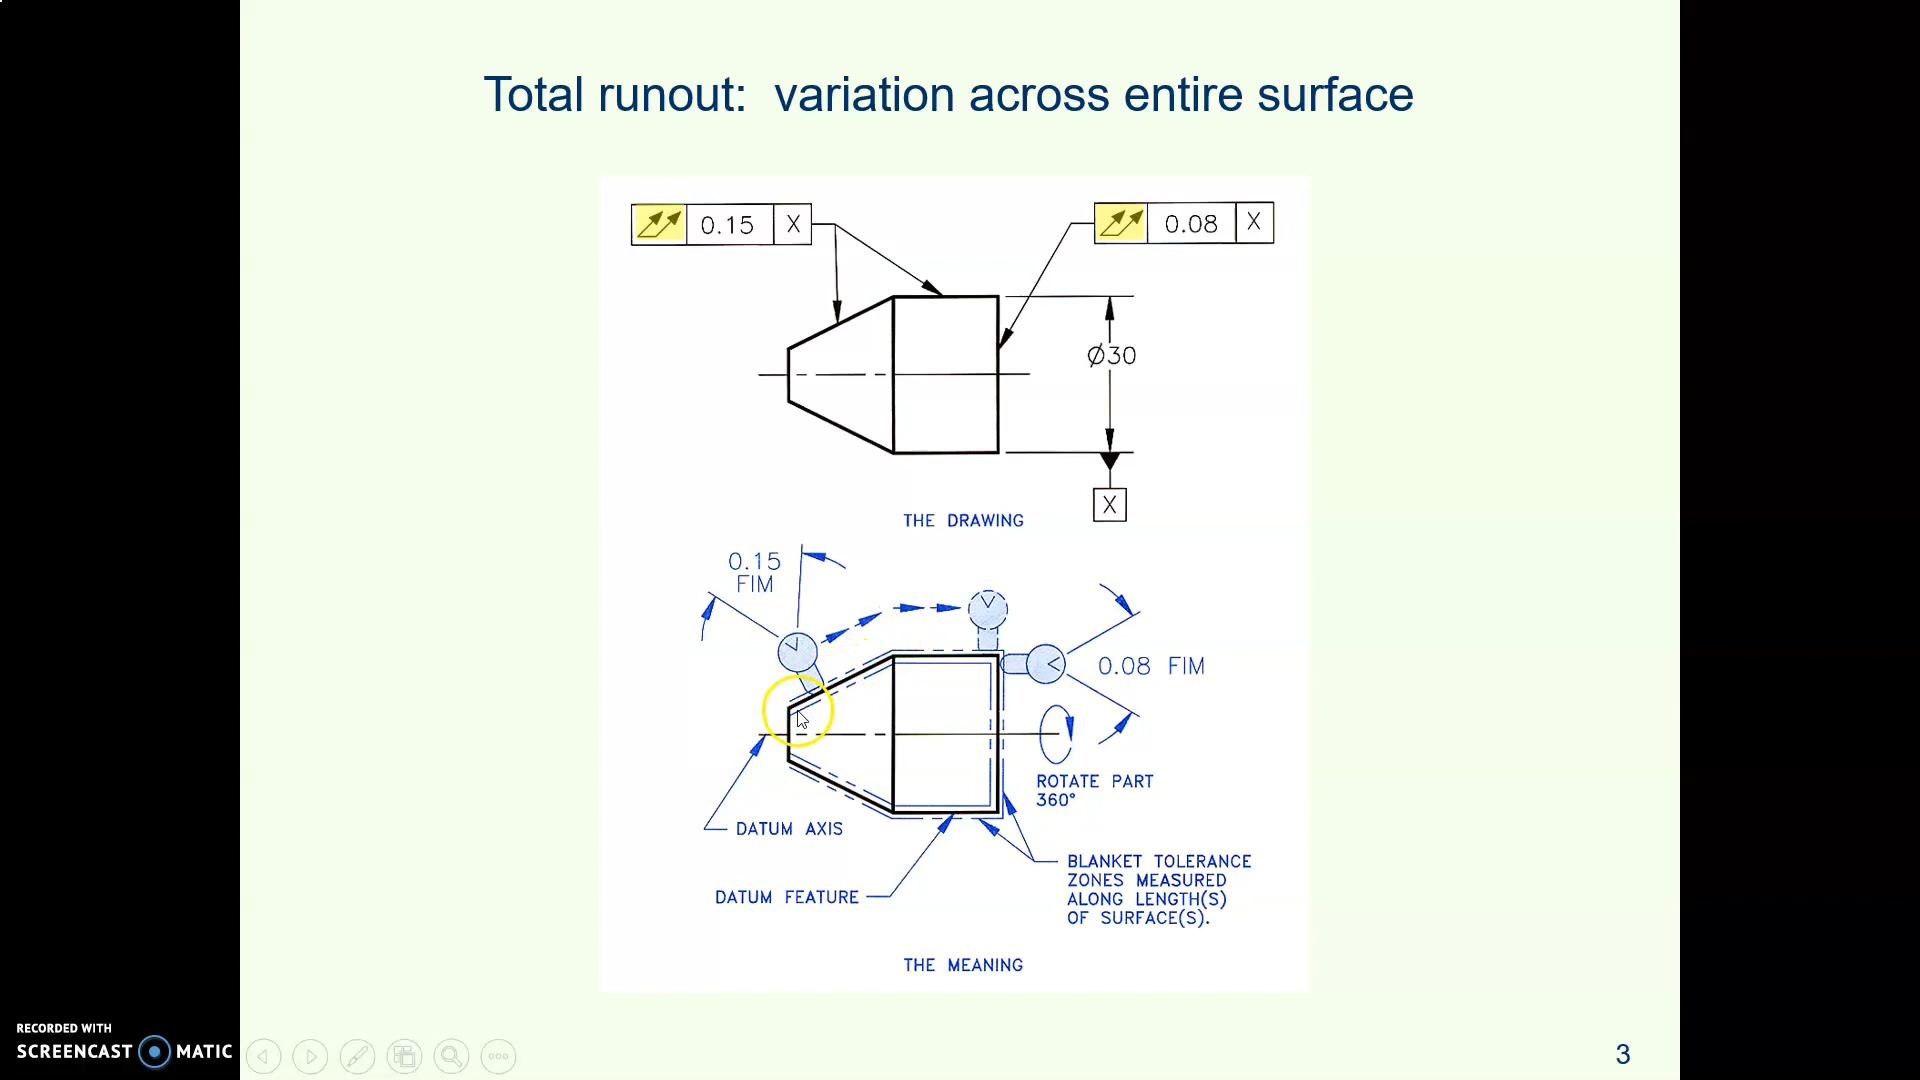 Total runout: variation across entire surface
0.15 X
0.08 X
Ø30
X
THE DRAWING
0.15
FIM
0.08 FIM
ROTATE PART
360°
DATUM AXIS
BLANKET TOLERANCE
ZONES MEASURED
ALONG LENGTH(S)
OF SURFACE(S).
DATUM FEATURE
THE MEANING
RECORDED WITH
SCREENCAST MATIC
3